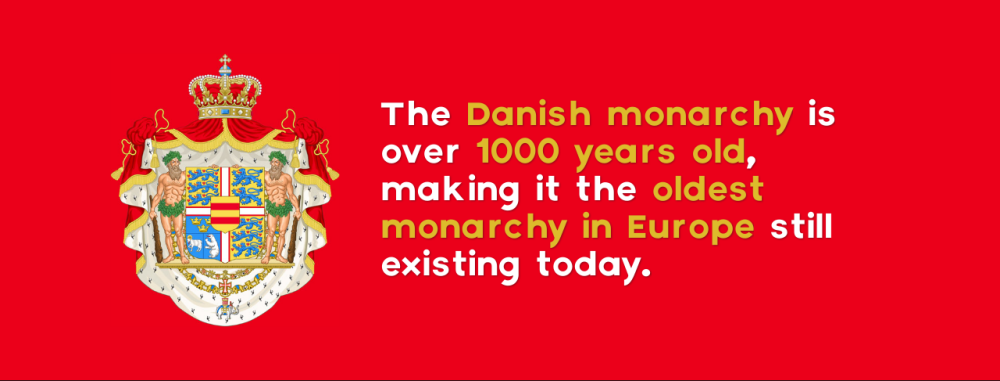 The Danish monarchy is
over 1000 years old,
making it the oldest
monarchy in Europe still
existing today.